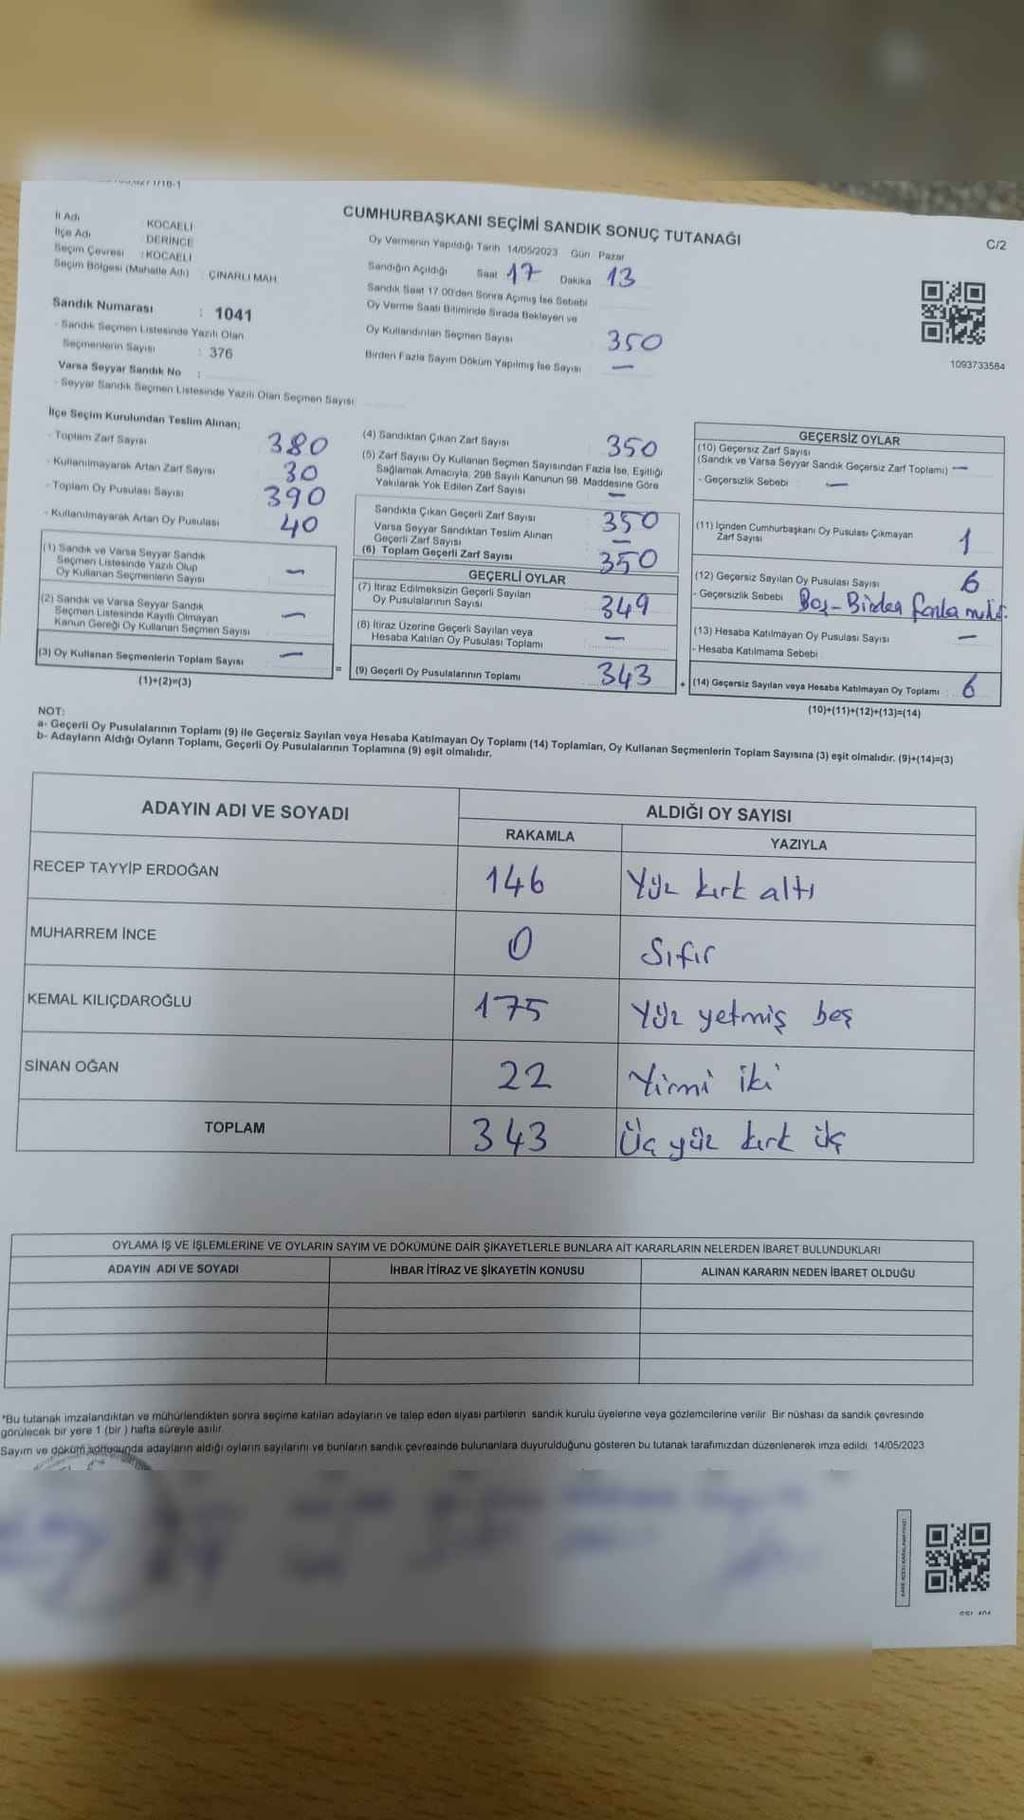 CUMHURBAŞKANI SEÇİMİ SANDIK SONUÇ TUTANAĞI
C/2
İl Adı KOCAELİ
İlçe Adı DERİNCE
Seçim Çevresi : KOCAELİ
Seçim Bölgesi (Mahalle Adı) ÇINARLI MAH
Oy Vermenin Yapıldığı Tarih 14/05/2023 Gün Pazar
Sandığın Açıldığı Saat 17 Dakika 13
Sandık Saat 17.00'den Sonra Açımış İse Sebebi
Oy Verme Saati Bitiminde Sırada Bekleyen ve
Oy Kullandırılan Seçmen Sayısı 350
Birden Fazla Sayım Döküm Yapılmış İse Sayısı —
1093733584
Sandık Numarası : 1041
- Sandık Seçmen Listesinde Yazılı Olan
Seçmenlerin Sayısı : 376
Varsa Seyyar Sandık No :
- Seyyar Sandık Seçmen Listesinde Yazılı Olan Seçmen Sayısı
İlçe Seçim Kurulundan Teslim Alınan;
- Toplam Zarf Sayısı 380
- Kullanılmayarak Artan Zarf Sayısı 30
- Toplam Oy Pusulası Sayısı 390
- Kullanılmayarak Artan Oy Pusulası 40
(1) Sandık ve Varsa Seyyar Sandık
Seçmen Listesinde Yazılı Olup
Oy Kullanan Seçmenlerin Sayısı —
(2) Sandık ve Varsa Seyyar Sandık
Seçmen Listesinde Kayıtlı Olmayan
Kanun Gereği Oy Kullanan Seçmen Sayısı —
(3) Oy Kullanan Seçmenlerin Toplam Sayısı —
(1)+(2)=(3)
(4) Sandıktan Çıkan Zarf Sayısı 350
(5) Zarf Sayısı Oy Kullanan Seçmen Sayısından Fazla İse, Eşitliği
Sağlamak Amacıyla, 298 Sayılı Kanunun 98. Maddesine Göre
Yakılarak Yok Edilen Zarf Sayısı —
Sandıkta Çıkan Geçerli Zarf Sayısı 350
Varsa Seyyar Sandıktan Teslim Alınan
Geçerli Zarf Sayısı —
(6) Toplam Geçerli Zarf Sayısı 350
GEÇERLİ OYLAR
(7) İtiraz Edilmeksizin Geçerli Sayılan
Oy Pusulalarının Sayısı 349
(8) İtiraz Üzerine Geçerli Sayılan veya
Hesaba Katılan Oy Pusulası Toplamı —
= (9) Geçerli Oy Pusulalarının Toplamı 343
GEÇERSİZ OYLAR
(10) Geçersiz Zarf Sayısı
(Sandık ve Varsa Seyyar Sandık Geçersiz Zarf Toplamı) —
- Geçersizlik Sebebi —
(11) İçinden Cumhurbaşkanı Oy Pusulası Çıkmayan
Zarf Sayısı 1
(12) Geçersiz Sayılan Oy Pusulası Sayısı 6
- Geçersizlik Sebebi Boş-Birden fazla mühür
(13) Hesaba Katılmayan Oy Pusulası Sayısı —
- Hesaba Katılmama Sebebi
+ (14) Geçersiz Sayılan veya Hesaba Katılmayan Oy Toplamı 6
(10)+(11)+(12)+(13)=(14)
NOT:
a- Geçerli Oy Pusulalarının Toplamı (9) ile Geçersiz Sayılan veya Hesaba Katılmayan Oy Toplamı (14) Toplamları, Oy Kullanan Seçmenlerin Toplam Sayısına (3) eşit olmalıdır. (9)+(14)=(3)
b- Adayların Aldığı Oyların Toplamı, Geçerli Oy Pusulalarının Toplamına (9) eşit olmalıdır.
ADAYIN ADI VE SOYADI ALDIĞI OY SAYISI
RAKAMLA YAZIYLA
RECEP TAYYİP ERDOĞAN 146 Yüz kırk altı
MUHARREM İNCE 0 Sıfır
KEMAL KILIÇDAROĞLU 175 Yüz yetmiş beş
SİNAN OĞAN 22 Yirmi iki
TOPLAM 343 Üç yüz kırk üç
OYLAMA İŞ VE İŞLEMLERİNE VE OYLARIN SAYIM VE DÖKÜMÜNE DAİR ŞİKAYETLERLE BUNLARA AİT KARARLARIN NELERDEN İBARET BULUNDUKLARI
ADAYIN ADI VE SOYADI İHBAR İTİRAZ VE ŞİKAYETİN KONUSU ALINAN KARARIN NEDEN İBARET OLDUĞU
*Bu tutanak imzalandıktan ve mühürlendikten sonra seçime katılan adayların ve talep eden siyasi partilerin sandık kurulu üyelerine veya gözlemcilerine verilir. Bir nüshası da sandık çevresinde
görülecek bir yere 1 (bir) hafta süreyle asılır.
Sayım ve döküm sonucunda adayların aldığı oyların sayılarını ve bunların sandık çevresinde bulunanlara duyurulduğunu gösteren bu tutanak tarafımızdan düzenlenerek imza edildi. 14/05/2023